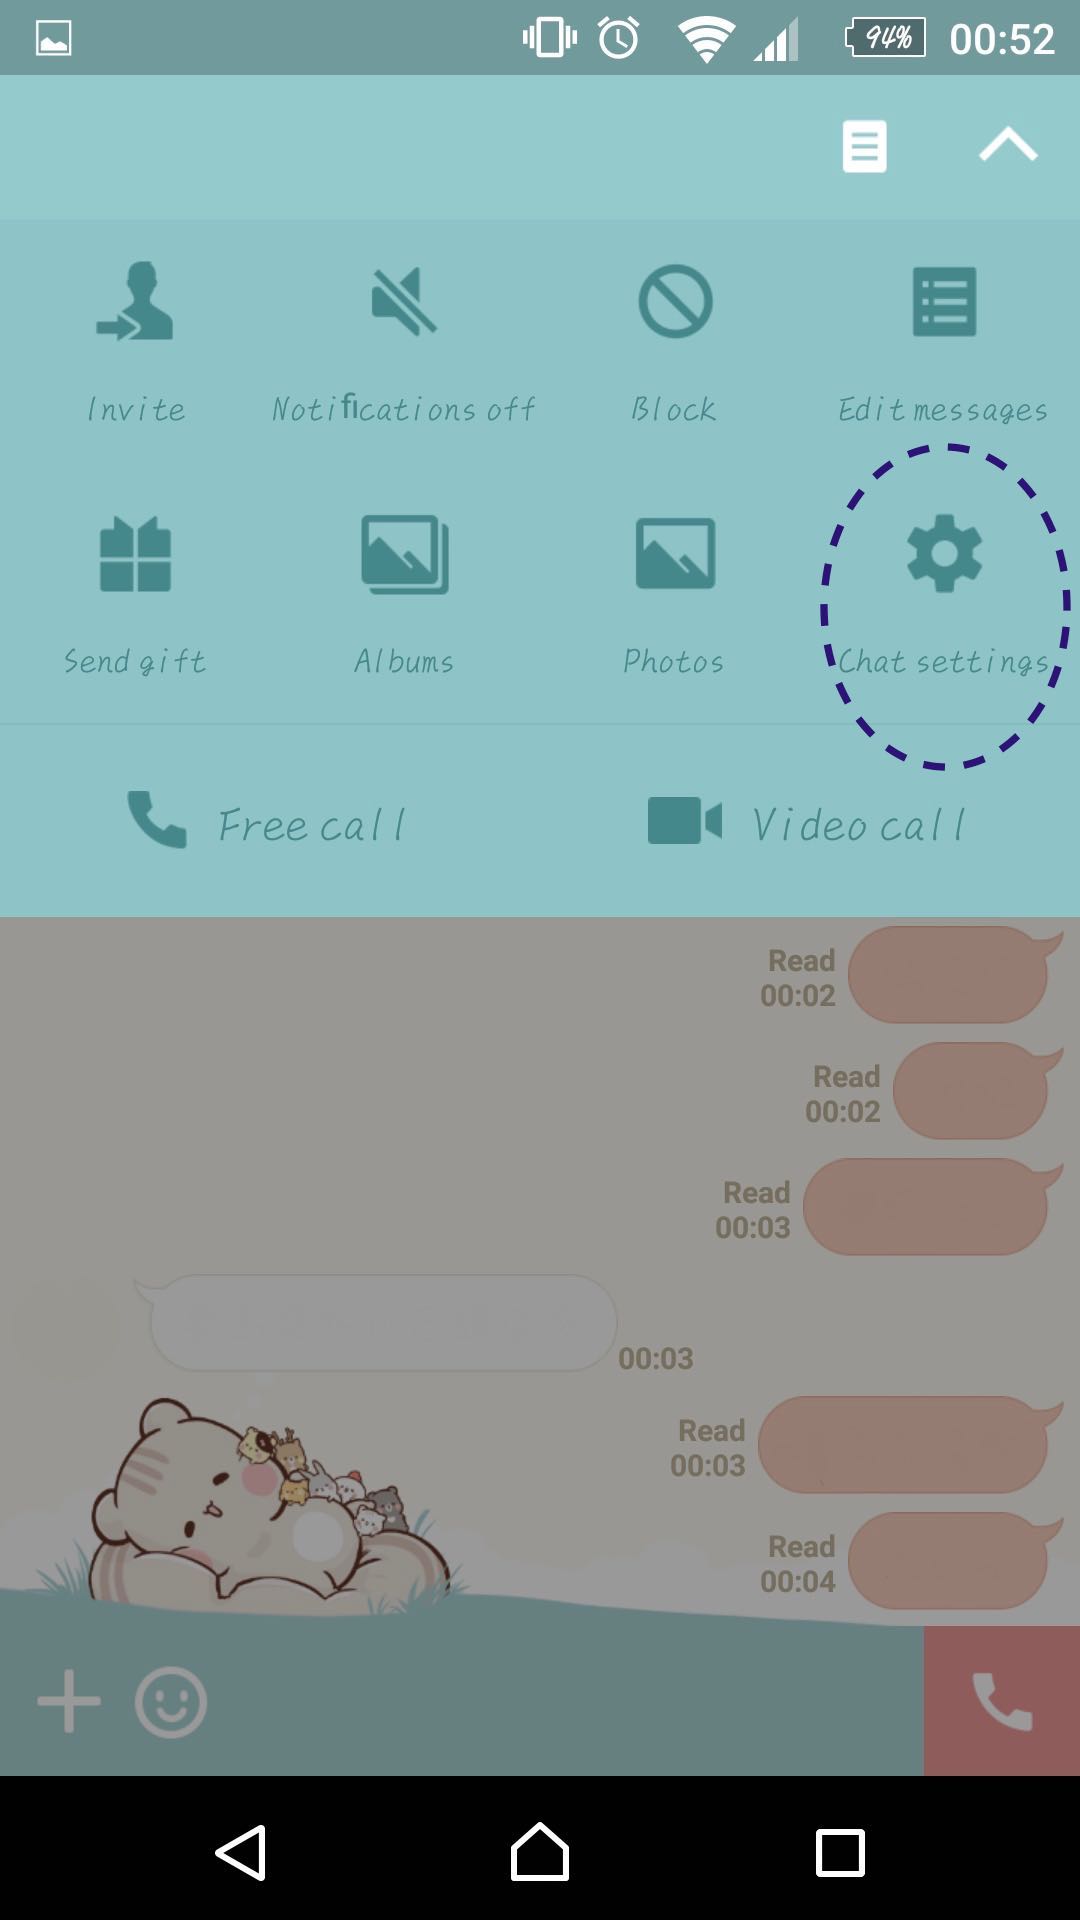 94% 00:52
Invite Notifications off Block Edit messages
Send gift Albums Photos Chat settings
Free call Video call
Read
00:02
Read
00:02
Read
00:03
00:03
Read
00:03
Read
00:04